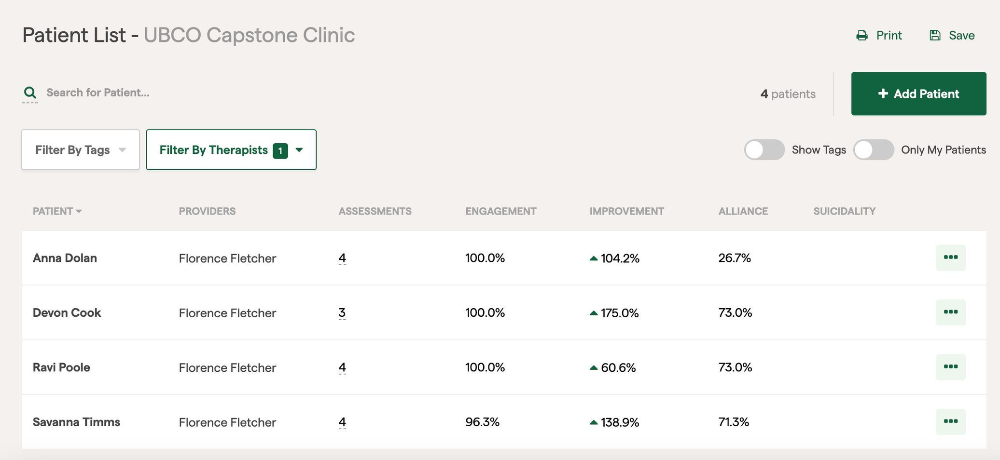 Patient List - UBCO Capstone Clinic
Print
Save
Search for Patient...
4 patients
+ Add Patient
Filter By Tags
Filter By Therapists 1
Show Tags
Only My Patients
PATIENT PROVIDERS ASSESSMENTS ENGAGEMENT IMPROVEMENT ALLIANCE SUICIDALITY
Anna Dolan Florence Fletcher 4 100.0% 104.2% 26.7%
Devon Cook Florence Fletcher 3 100.0% 175.0% 73.0%
Ravi Poole Florence Fletcher 4 100.0% 60.6% 73.0%
Savanna Timms Florence Fletcher 4 96.3% 138.9% 71.3%